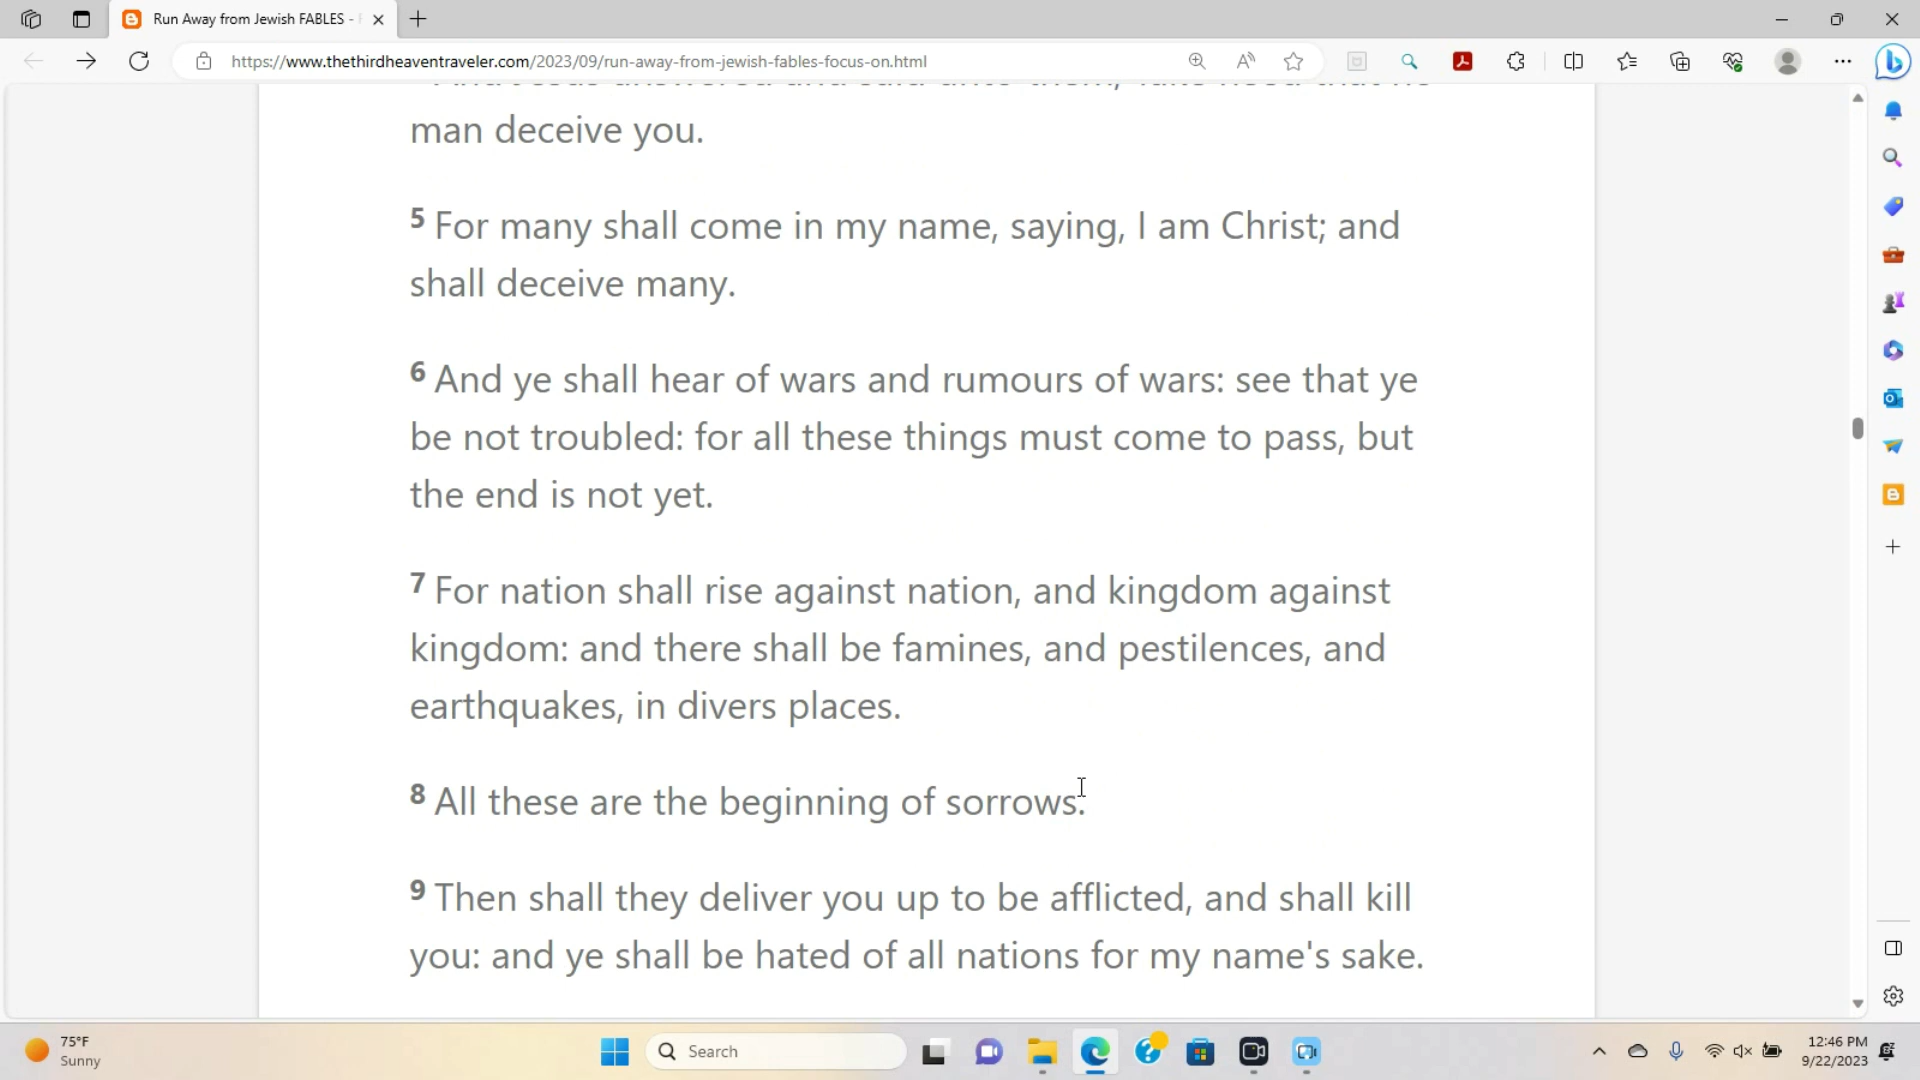 Run Away from Jewish FABLES -
https://www.thethirdheaventraveler.com/2023/09/run-away-from-jewish-fables-focus-on.html
man deceive you.
5 For many shall come in my name, saying, I am Christ; and
shall deceive many.
6 And ye shall hear of wars and rumours of wars: see that ye
be not troubled: for all these things must come to pass, but
the end is not yet.
7 For nation shall rise against nation, and kingdom against
kingdom: and there shall be famines, and pestilences, and
earthquakes, in divers places.
8 All these are the beginning of sorrows.
9 Then shall they deliver you up to be afflicted, and shall kill
you: and ye shall be hated of all nations for my name's sake.
75°F
Sunny
Search
12:46 PM
9/22/2023